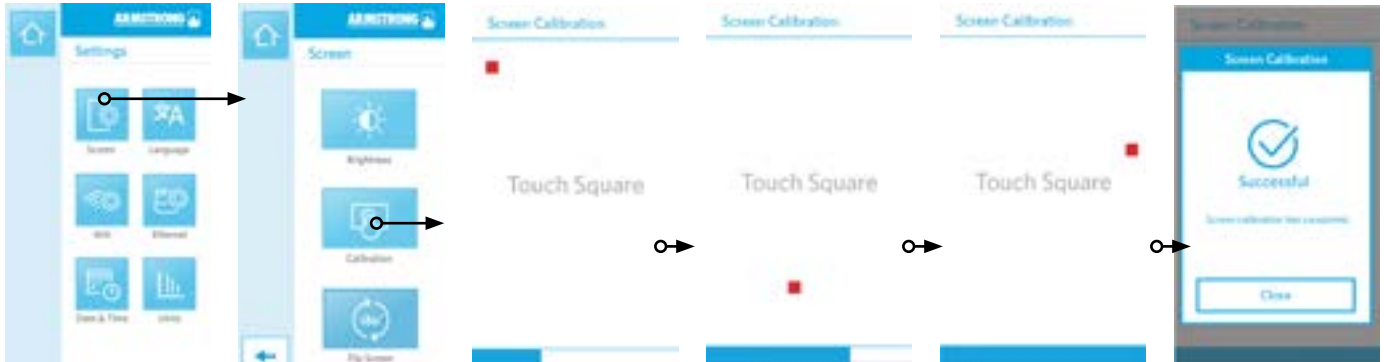 ARMSTRONG
Settings
Screen
Language
Wifi
Ethernet
Date & Time
Units
ARMSTRONG
Screen
Brightness
Calibration
Flip Screen
Screen Calibration
Touch Square
Screen Calibration
Touch Square
Screen Calibration
Touch Square
Screen Calibration
Screen Calibration
Successful
Screen calibration has completed.
Close